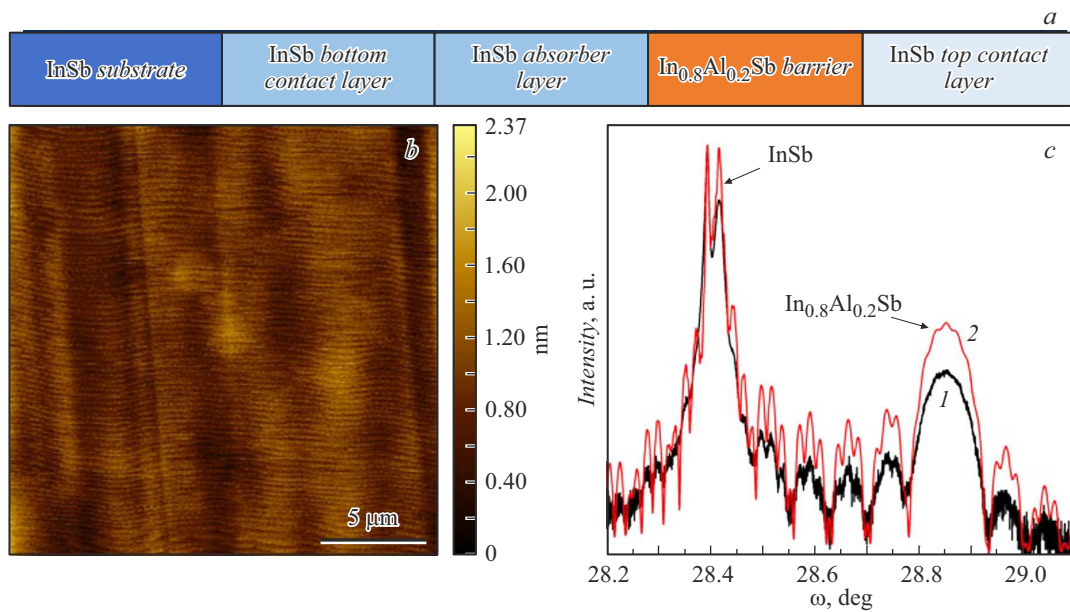 a
InSb substrate
InSb bottom
contact layer
InSb absorber
layer
In0.8Al0.2Sb barrier
InSb top contact
layer
b
2.37
2.00
1.60
1.20
0.80
0.40
0
nm
5 μm
c
InSb
In0.8Al0.2Sb
2
1
Intensity, a. u.
28.2 28.4 28.6 28.8 29.0
ω, deg